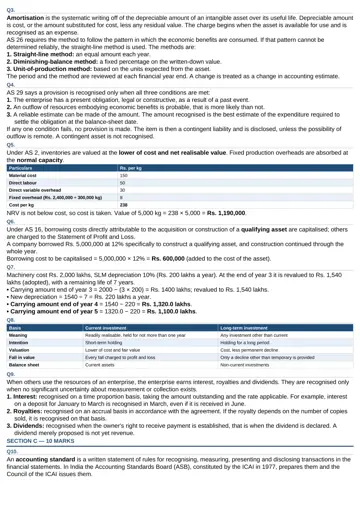 Q3.
Amortisation is the systematic writing off of the depreciable amount of an intangible asset over its useful life. Depreciable amount
is cost, or the amount substituted for cost, less any residual value. The charge begins when the asset is available for use and is
recognised as an expense.
AS 26 requires the method to follow the pattern in which the economic benefits are consumed. If that pattern cannot be
determined reliably, the straight-line method is used. The methods are:
1. Straight-line method: an equal amount each year.
2. Diminishing-balance method: a fixed percentage on the written-down value.
3. Unit-of-production method: based on the units expected from the asset.
The period and the method are reviewed at each financial year end. A change is treated as a change in accounting estimate.
Q4.
AS 29 says a provision is recognised only when all three conditions are met:
1. The enterprise has a present obligation, legal or constructive, as a result of a past event.
2. An outflow of resources embodying economic benefits is probable, that is more likely than not.
3. A reliable estimate can be made of the amount. The amount recognised is the best estimate of the expenditure required to
settle the obligation at the balance-sheet date.
If any one condition fails, no provision is made. The item is then a contingent liability and is disclosed, unless the possibility of
outflow is remote. A contingent asset is not recognised.
Q5.
Under AS 2, inventories are valued at the lower of cost and net realisable value. Fixed production overheads are absorbed at
the normal capacity.
Particulars Rs. per kg
Material cost 150
Direct labour 50
Direct variable overhead 30
Fixed overhead (Rs. 2,400,000 ÷ 300,000 kg) 8
Cost per kg 238
NRV is not below cost, so cost is taken. Value of 5,000 kg = 238 × 5,000 = Rs. 1,190,000.
Q6.
Under AS 16, borrowing costs directly attributable to the acquisition or construction of a qualifying asset are capitalised; others
are charged to the Statement of Profit and Loss.
A company borrowed Rs. 5,000,000 at 12% specifically to construct a qualifying asset, and construction continued through the
whole year.
Borrowing cost to be capitalised = 5,000,000 × 12% = Rs. 600,000 (added to the cost of the asset).
Q7.
Machinery cost Rs. 2,000 lakhs, SLM depreciation 10% (Rs. 200 lakhs a year). At the end of year 3 it is revalued to Rs. 1,540
lakhs (adopted), with a remaining life of 7 years.
• Carrying amount end of year 3 = 2000 − (3 × 200) = Rs. 1400 lakhs; revalued to Rs. 1,540 lakhs.
• New depreciation = 1540 ÷ 7 = Rs. 220 lakhs a year.
• Carrying amount end of year 4 = 1540 − 220 = Rs. 1,320.0 lakhs.
• Carrying amount end of year 5 = 1320.0 − 220 = Rs. 1,100.0 lakhs.
Q8.
Basis Current investment Long-term investment
Meaning Readily realisable, held for not more than one year Any investment other than current
Intention Short-term holding Holding for a long period
Valuation Lower of cost and fair value Cost, less permanent decline
Fall in value Every fall charged to profit and loss Only a decline other than temporary is provided
Balance sheet Current assets Non-current investments
Q9.
When others use the resources of an enterprise, the enterprise earns interest, royalties and dividends. They are recognised only
when no significant uncertainty about measurement or collection exists.
1. Interest: recognised on a time proportion basis, taking the amount outstanding and the rate applicable. For example, interest
on a deposit for January to March is recognised in March, even if it is received in June.
2. Royalties: recognised on an accrual basis in accordance with the agreement. If the royalty depends on the number of copies
sold, it is recognised on that basis.
3. Dividends: recognised when the owner's right to receive payment is established, that is when the dividend is declared. A
dividend merely proposed is not yet revenue.
SECTION C — 10 MARKS
Q10.
An accounting standard is a written statement of rules for recognising, measuring, presenting and disclosing transactions in the
financial statements. In India the Accounting Standards Board (ASB), constituted by the ICAI in 1977, prepares them and the
Council of the ICAI issues them.